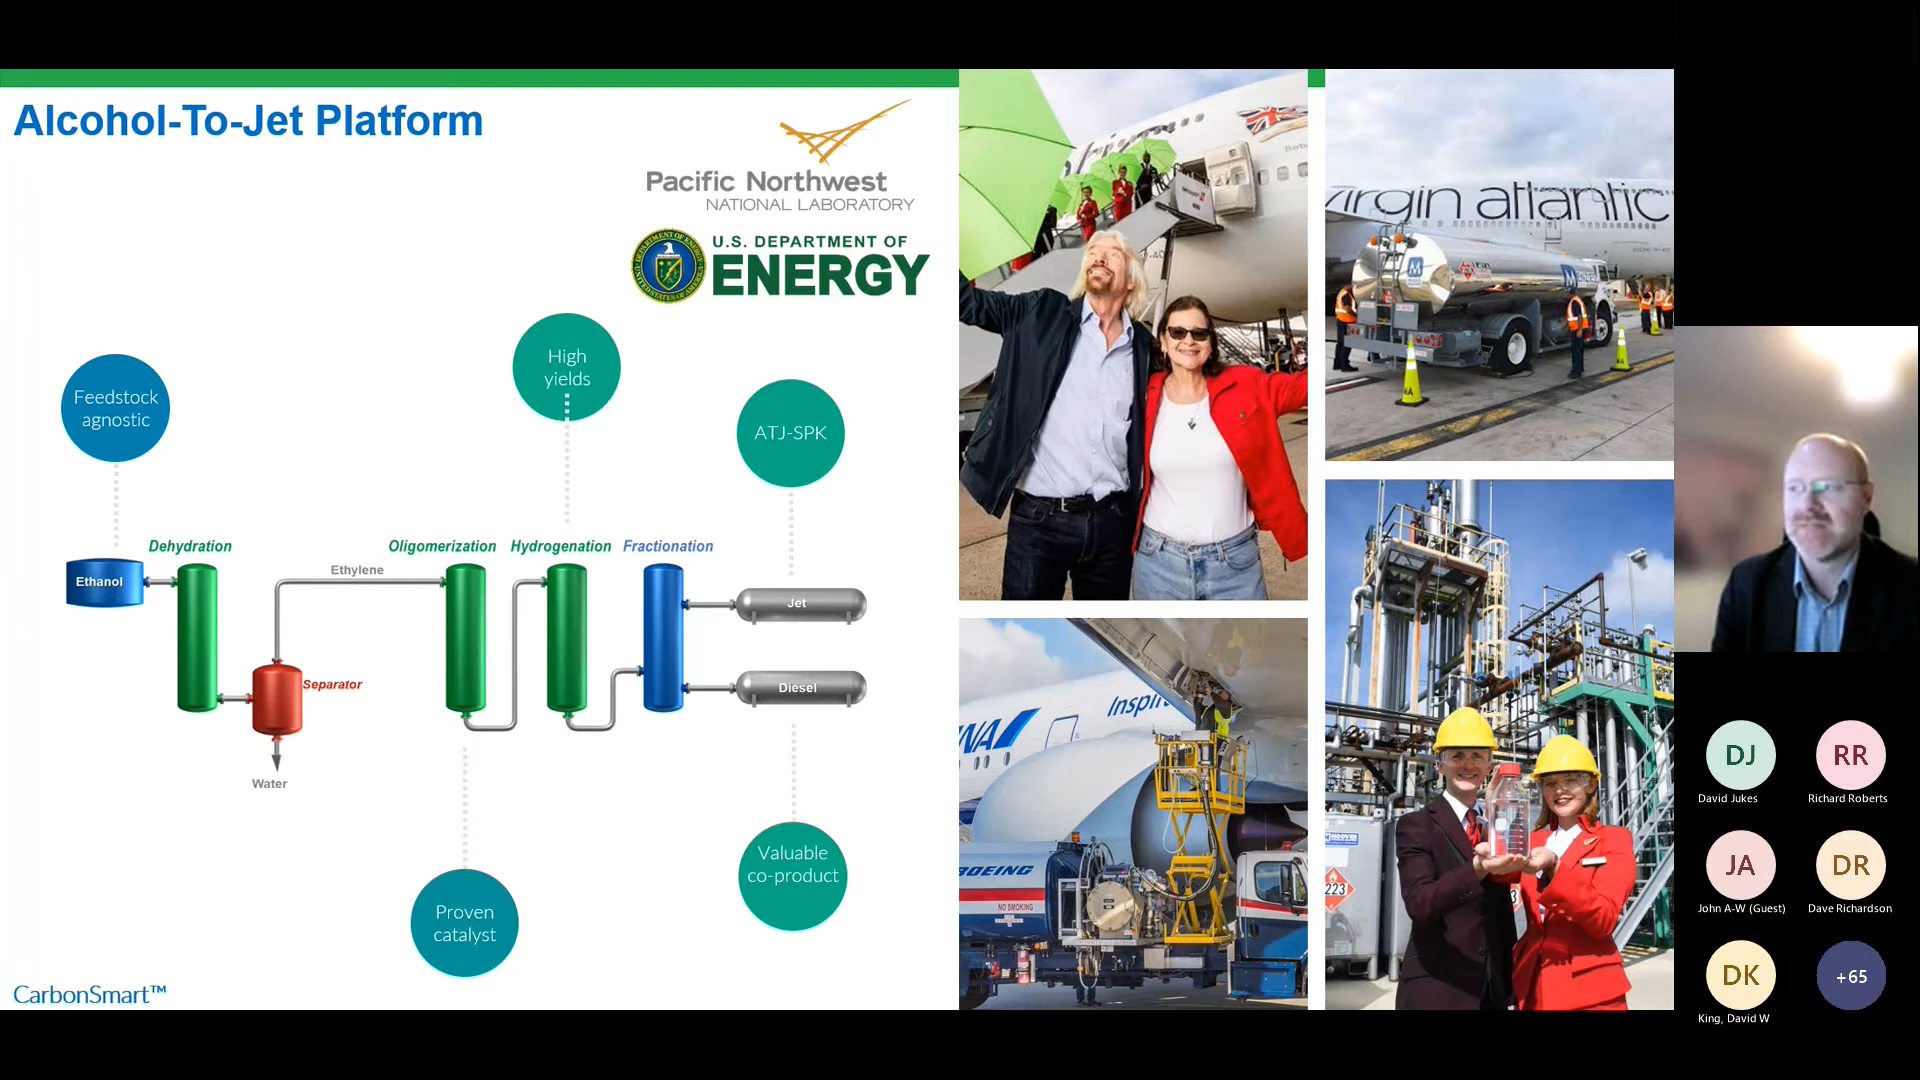 Alcohol-To-Jet Platform
Pacific Northwest
NATIONAL LABORATORY
U.S. DEPARTMENT OF
ENERGY
Feedstock
agnostic
High
yields
ATJ-SPK
Dehydration
Oligomerization
Hydrogenation
Fractionation
Ethanol
Ethylene
Jet
Separator
Diesel
Water
Valuable
co-product
Proven
catalyst
CarbonSmart™
virgin atlantic
Inspir
BOEING
NO SMOKING
223
3
DJ
David Jukes
RR
Richard Roberts
JA
John A-W (Guest)
DR
Dave Richardson
DK
King, David W
+65